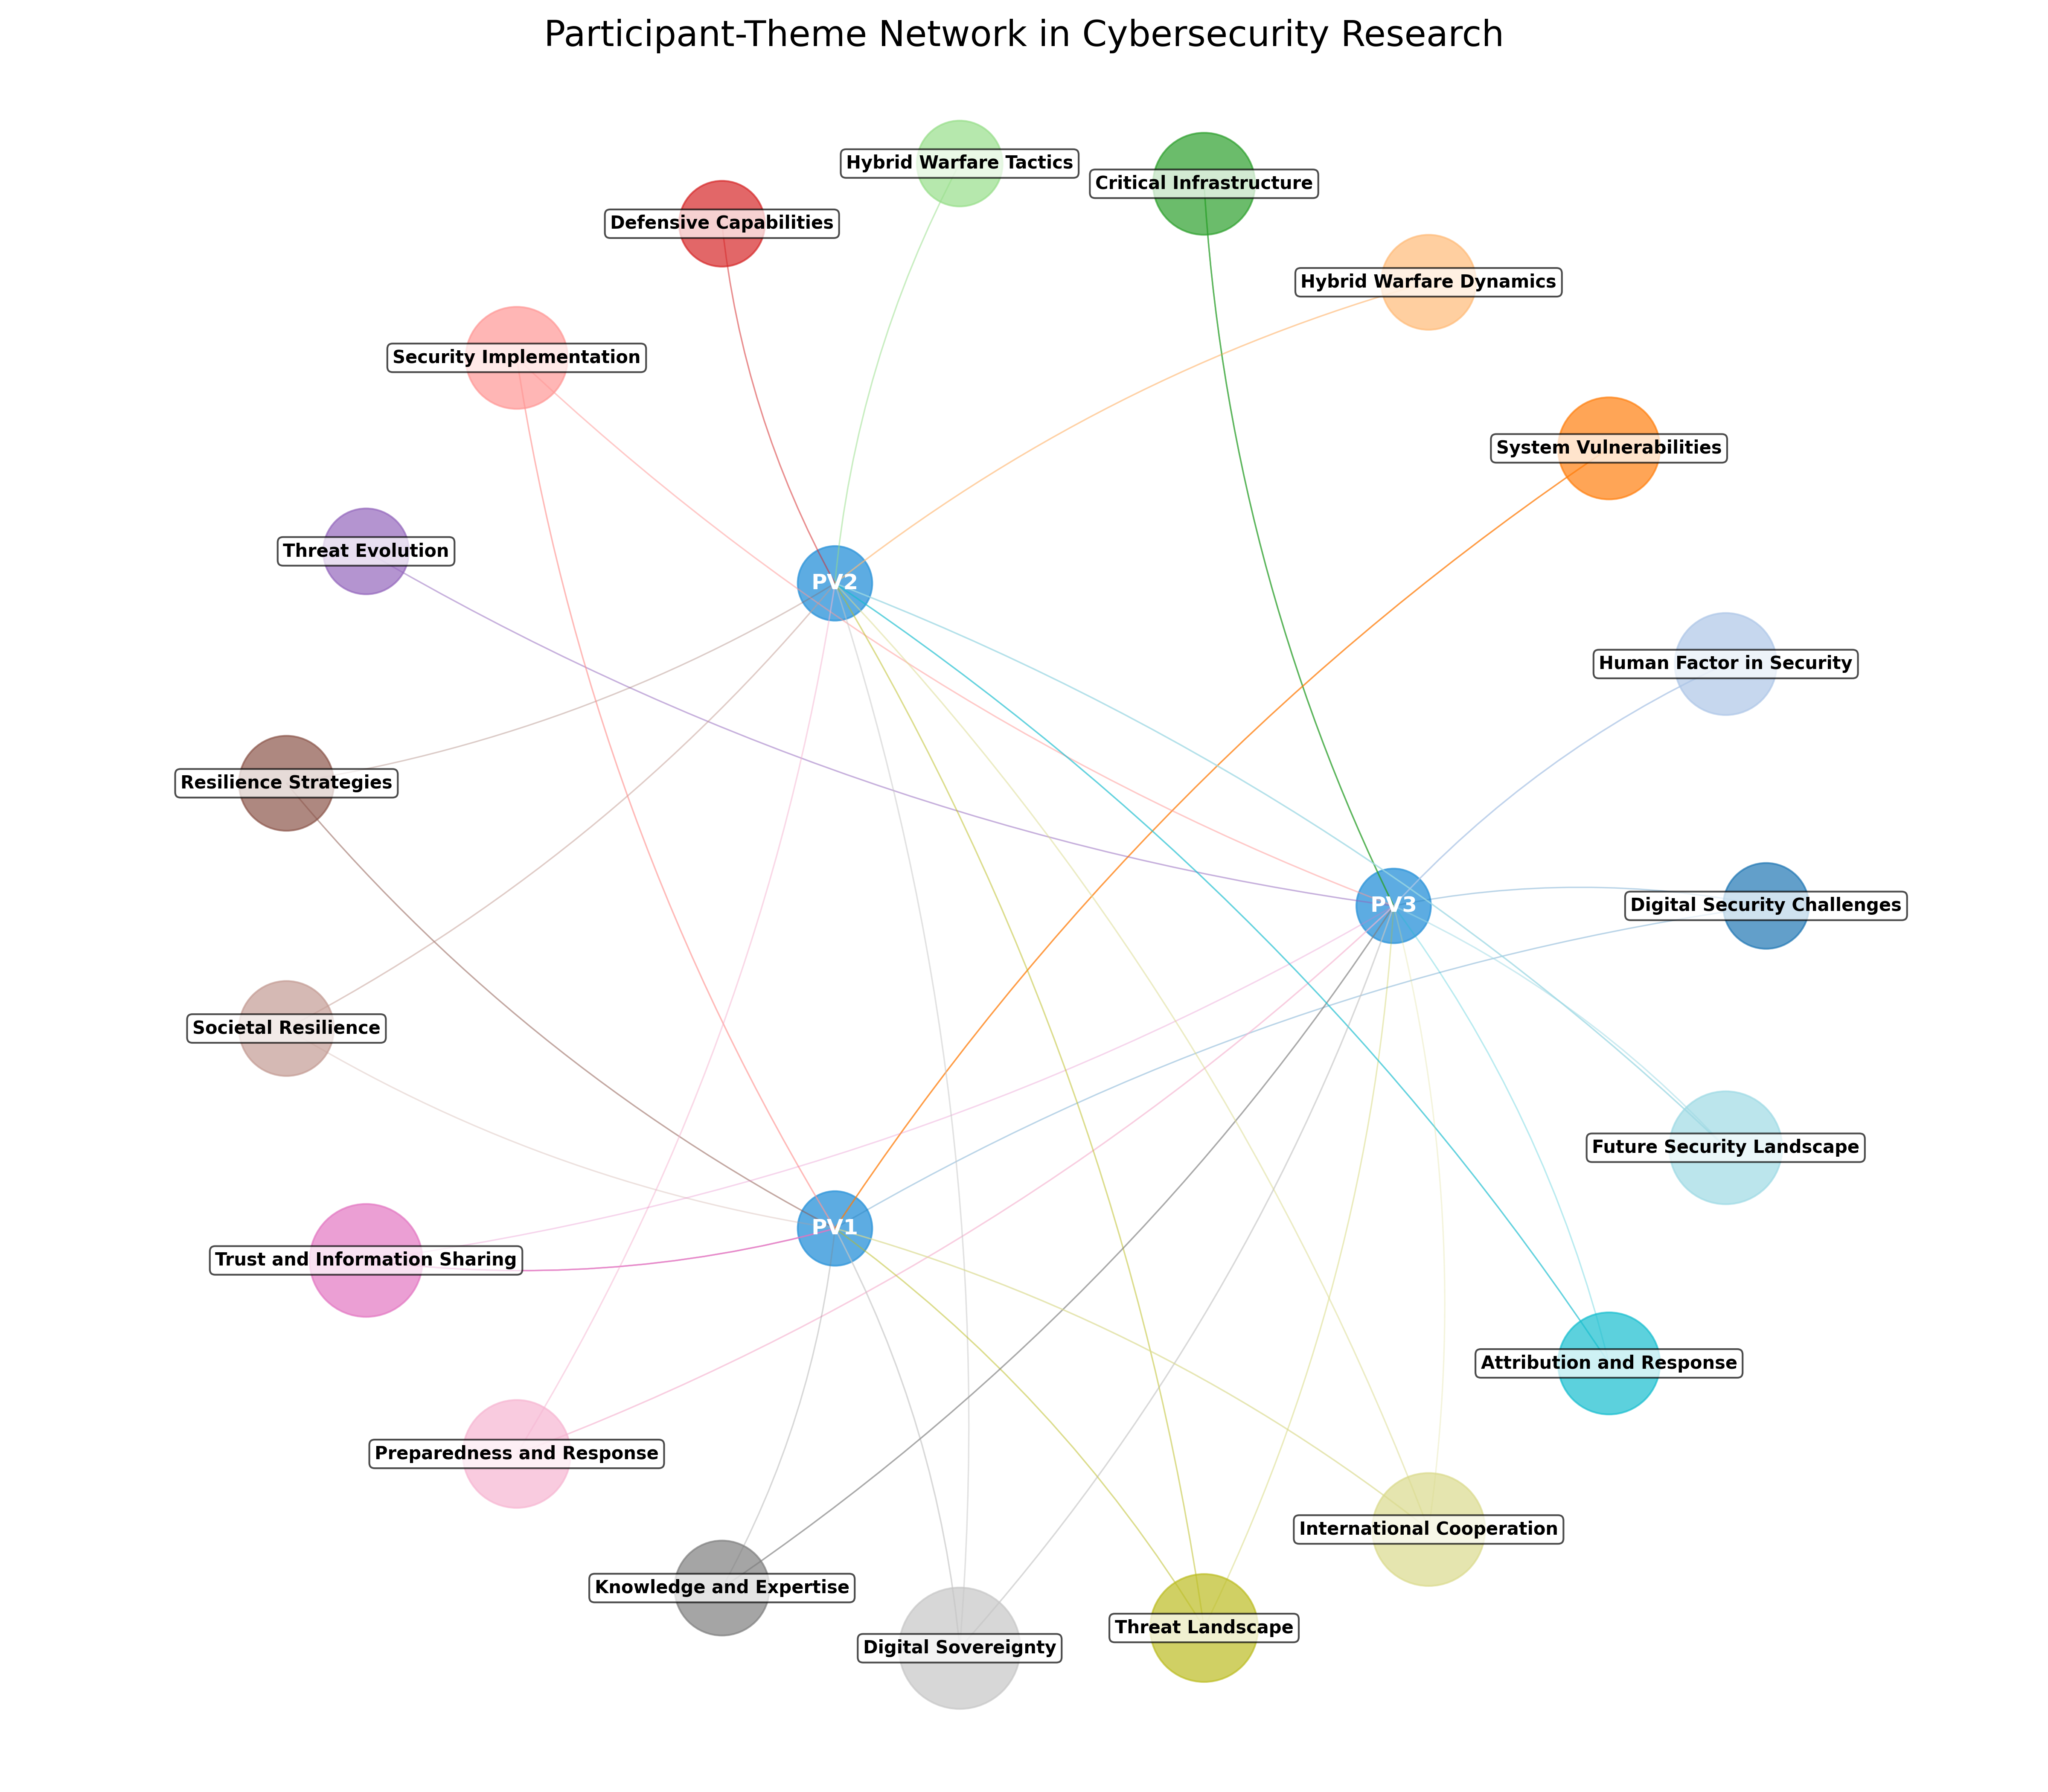 Participant-Theme Network in Cybersecurity Research
Hybrid Warfare Tactics
Critical Infrastructure
Defensive Capabilities
Hybrid Warfare Dynamics
Security Implementation
System Vulnerabilities
Threat Evolution
PV2
Human Factor in Security
Resilience Strategies
PV3
Digital Security Challenges
Societal Resilience
Future Security Landscape
PV1
Trust and Information Sharing
Attribution and Response
Preparedness and Response
International Cooperation
Knowledge and Expertise
Threat Landscape
Digital Sovereignty